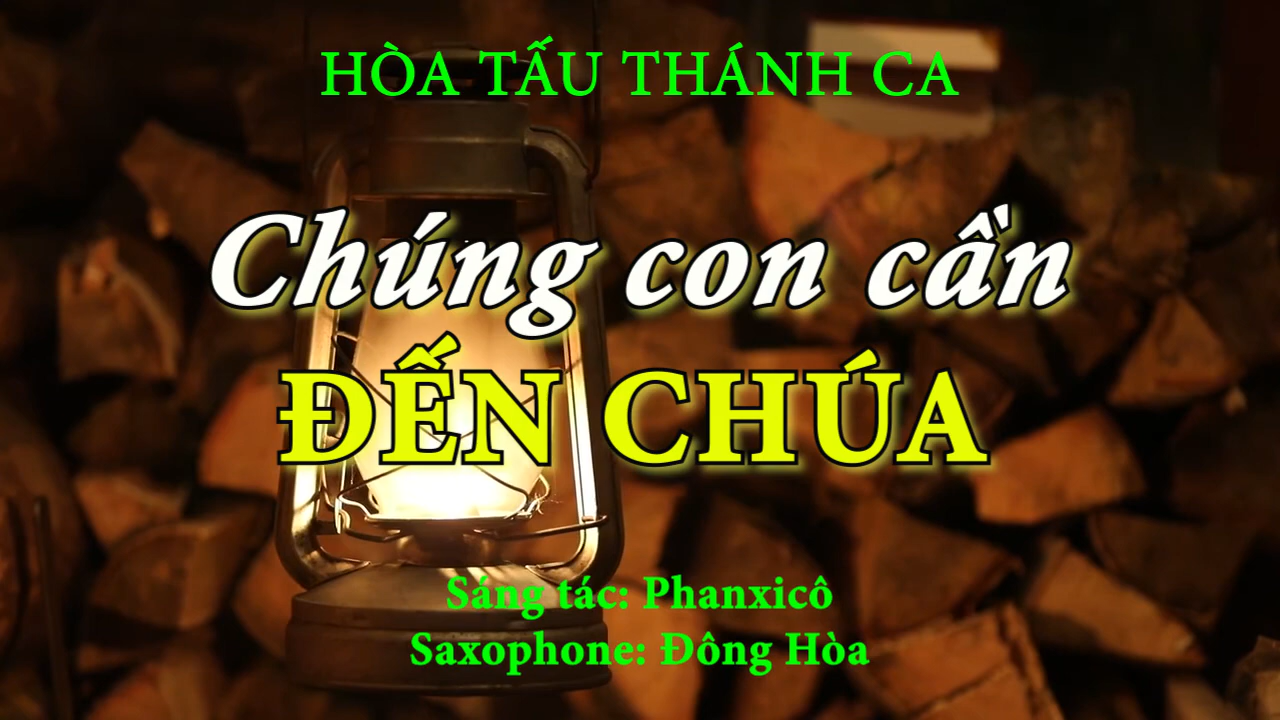 HÒA TẤU THÁNH CA
Chúng con cần
ĐẾN CHÚA
Sáng tác: Phanxicô
Saxophone: Đông Hòa